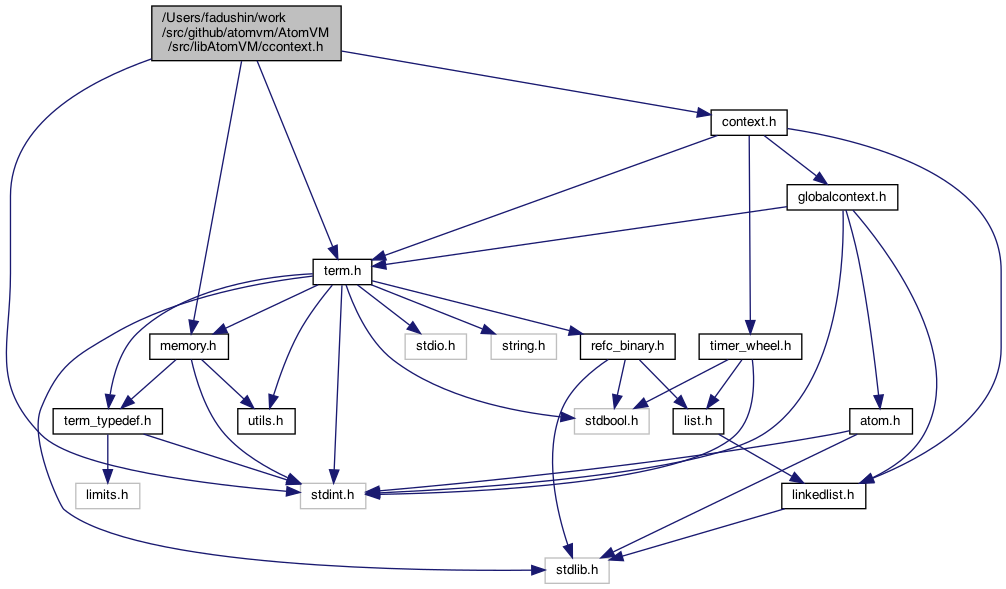 /Users/fadushin/work
/src/github/atomvm/AtomVM
/src/libAtomVM/ccontext.h
context.h
globalcontext.h
term.h
memory.h
stdio.h
string.h
refc_binary.h
timer_wheel.h
term_typedef.h
utils.h
stdbool.h
list.h
atom.h
limits.h
stdint.h
linkedlist.h
stdlib.h